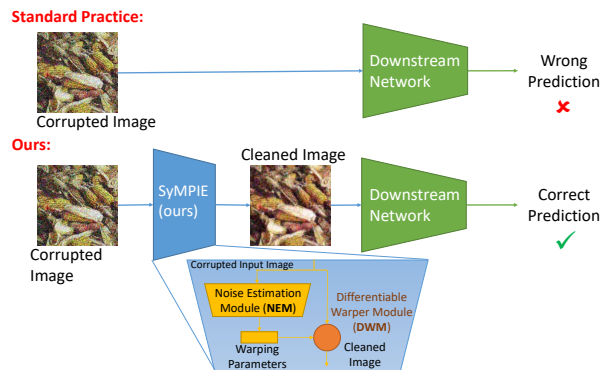 Standard Practice:
Downstream
Network
Wrong
Prediction
Corrupted Image
Ours:
Cleaned Image
SyMPIE
(ours)
Downstream
Network
Correct
Prediction
Corrupted
Image
Corrupted Input Image
Noise Estimation
Module (NEM)
Differentiable
Warper Module
(DWM)
Warping
Parameters
Cleaned
Image